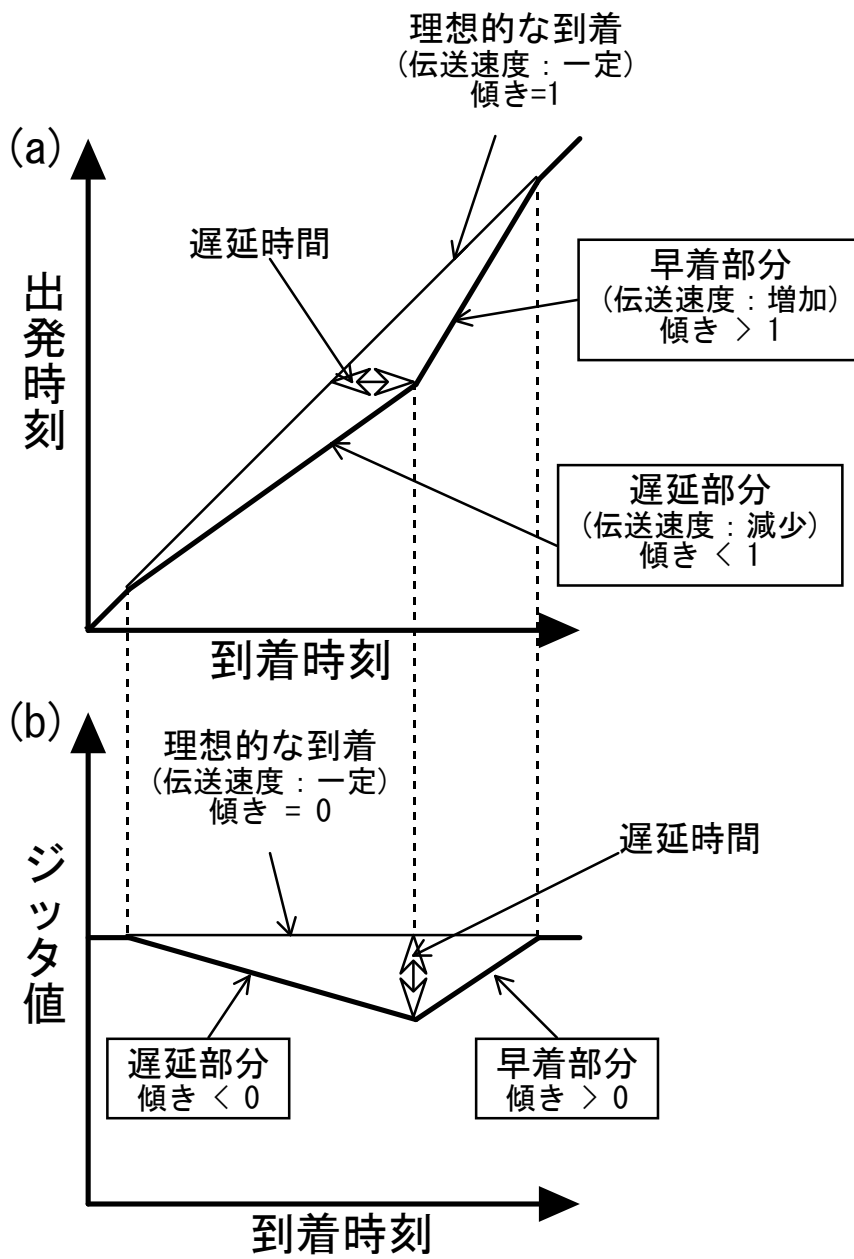 理想的な到着
(伝送速度：一定)
傾き=1
(a)
遅延時間
早着部分
(伝送速度：増加)
傾き > 1
出発時刻
遅延部分
(伝送速度：減少)
傾き < 1
到着時刻
(b)
理想的な到着
(伝送速度：一定)
傾き = 0
遅延時間
ジッタ値
遅延部分
傾き < 0
早着部分
傾き > 0
到着時刻